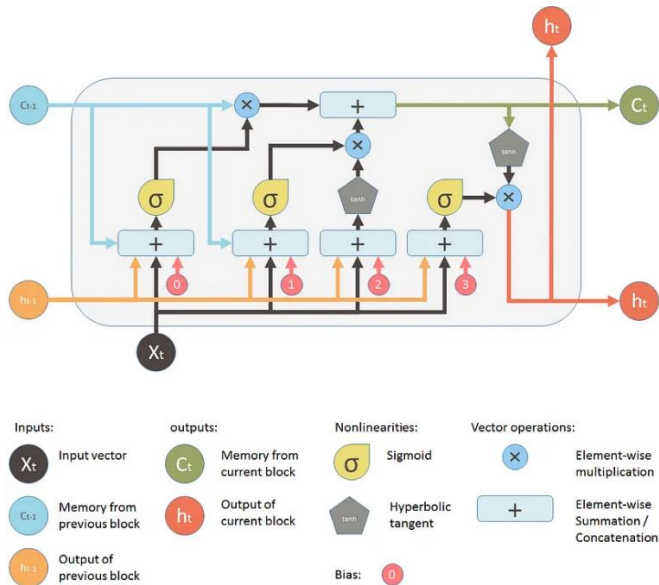 ht
Ct-1
×
+
Ct
×
tanh
σ
σ
tanh
σ
×
+
+
+
+
0
1
2
3
ht-1
ht
Xt
Inputs:
outputs:
Nonlinearities:
Vector operations:
Xt
Input vector
Ct
Memory from
current block
σ
Sigmoid
×
Element-wise
multiplication
Ct-1
Memory from
previous block
ht
Output of
current block
tanh
Hyperbolic
tangent
+
Element-wise
Summation /
Concatenation
ht-1
Output of
previous block
Bias:
0